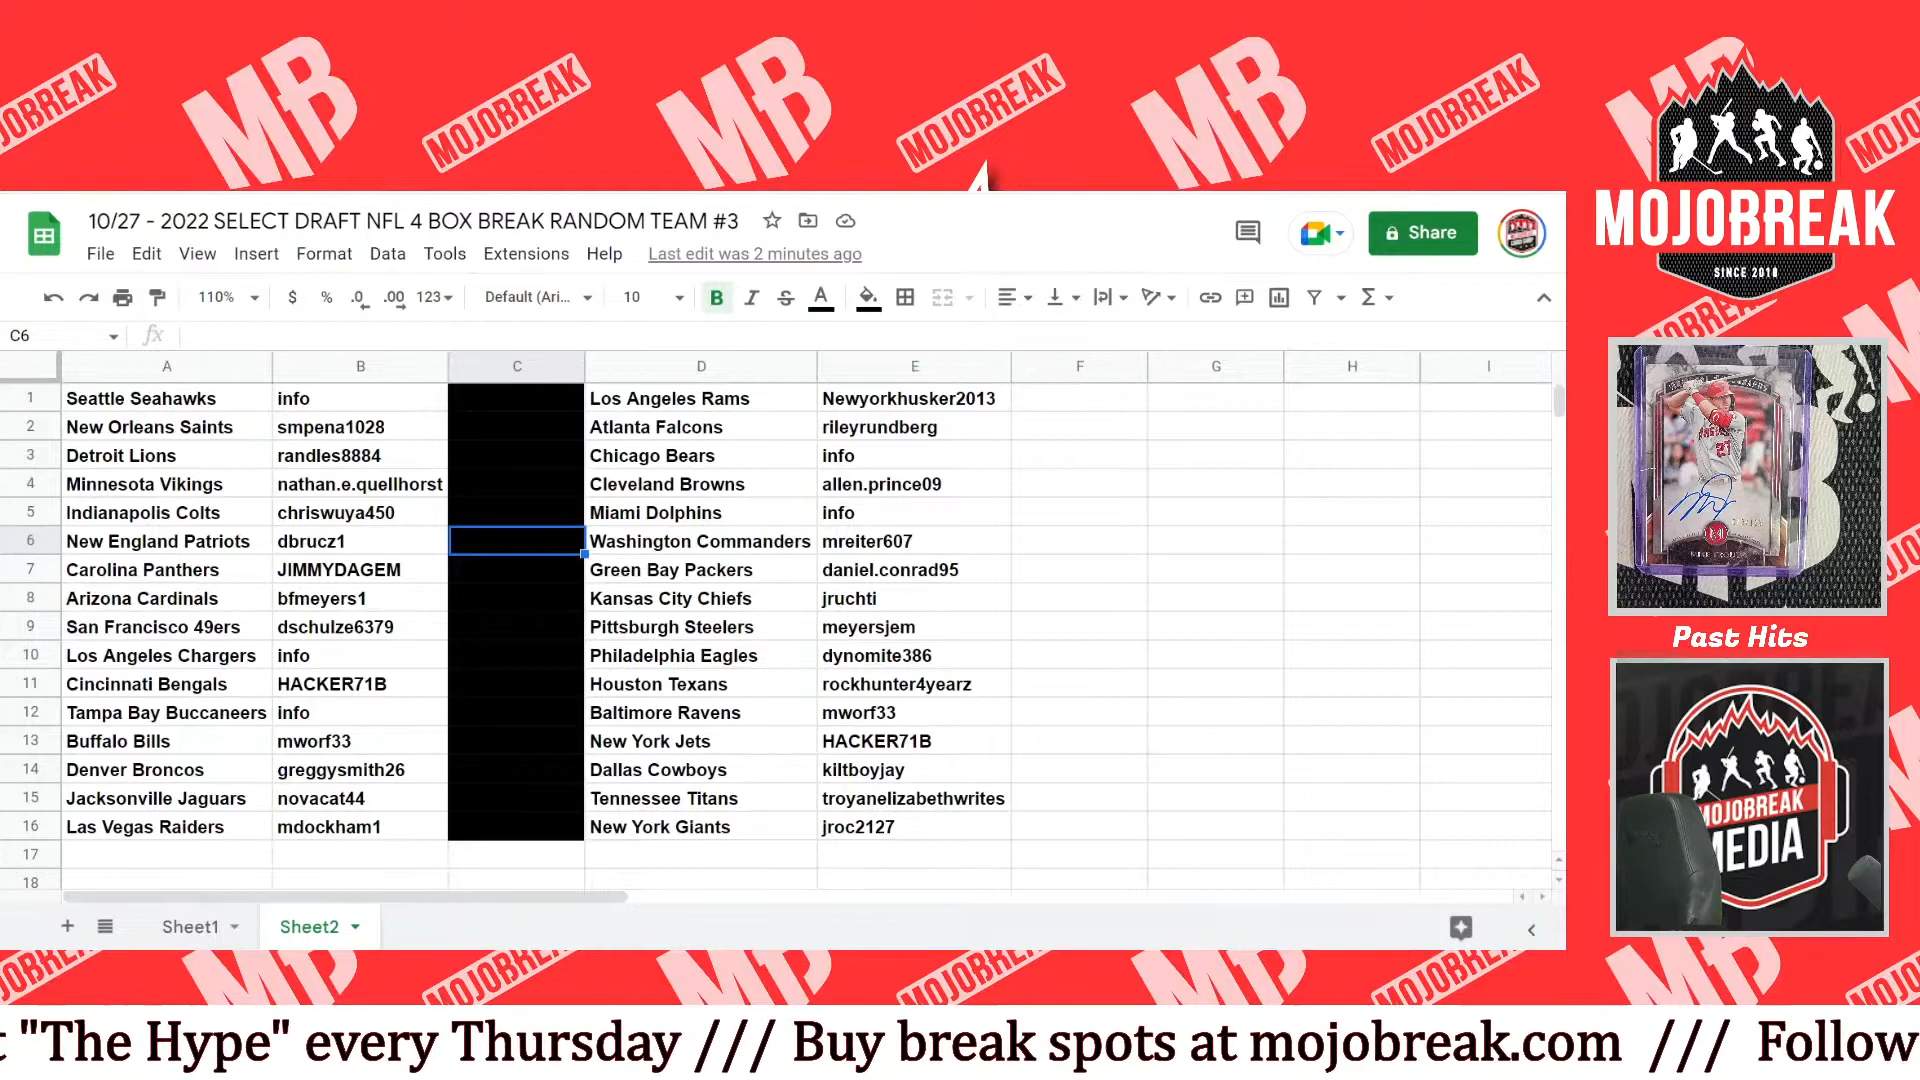 MOJOBREAK
MOJOBREAK
MOJOBREAK
MOJOBREAK
MOJOBREAK
MB
MB
MB
MOJOBREAK
SINCE 2010
10/27 - 2022 SELECT DRAFT NFL 4 BOX BREAK RANDOM TEAM #3
Share
File Edit View Insert Format Data Tools Extensions Help Last edit was 2 minutes ago
110% $ % .0 .00 123 Default (Ari... 10 B I S A
C6 fx
A B C D E F G H I
1 Seattle Seahawks info Los Angeles Rams Newyorkhusker2013
2 New Orleans Saints smpena1028 Atlanta Falcons rileyrundberg
3 Detroit Lions randles8884 Chicago Bears info
4 Minnesota Vikings nathan.e.quellhorst Cleveland Browns allen.prince09
5 Indianapolis Colts chriswuya450 Miami Dolphins info
6 New England Patriots dbrucz1 Washington Commanders mreiter607
7 Carolina Panthers JIMMYDAGEM Green Bay Packers daniel.conrad95
8 Arizona Cardinals bfmeyers1 Kansas City Chiefs jruchti
9 San Francisco 49ers dschulze6379 Pittsburgh Steelers meyersjem
10 Los Angeles Chargers info Philadelphia Eagles dynomite386
11 Cincinnati Bengals HACKER71B Houston Texans rockhunter4yearz
12 Tampa Bay Buccaneers info Baltimore Ravens mworf33
13 Buffalo Bills mworf33 New York Jets HACKER71B
14 Denver Broncos greggysmith26 Dallas Cowboys kiltboyjay
15 Jacksonville Jaguars novacat44 Tennessee Titans troyanelizabethwrites
16 Las Vegas Raiders mdockham1 New York Giants jroc2127
17
18
Sheet1 Sheet2
Past Hits
MOJOBREAK
MEDIA
t "The Hype" every Thursday /// Buy break spots at mojobreak.com /// Follow